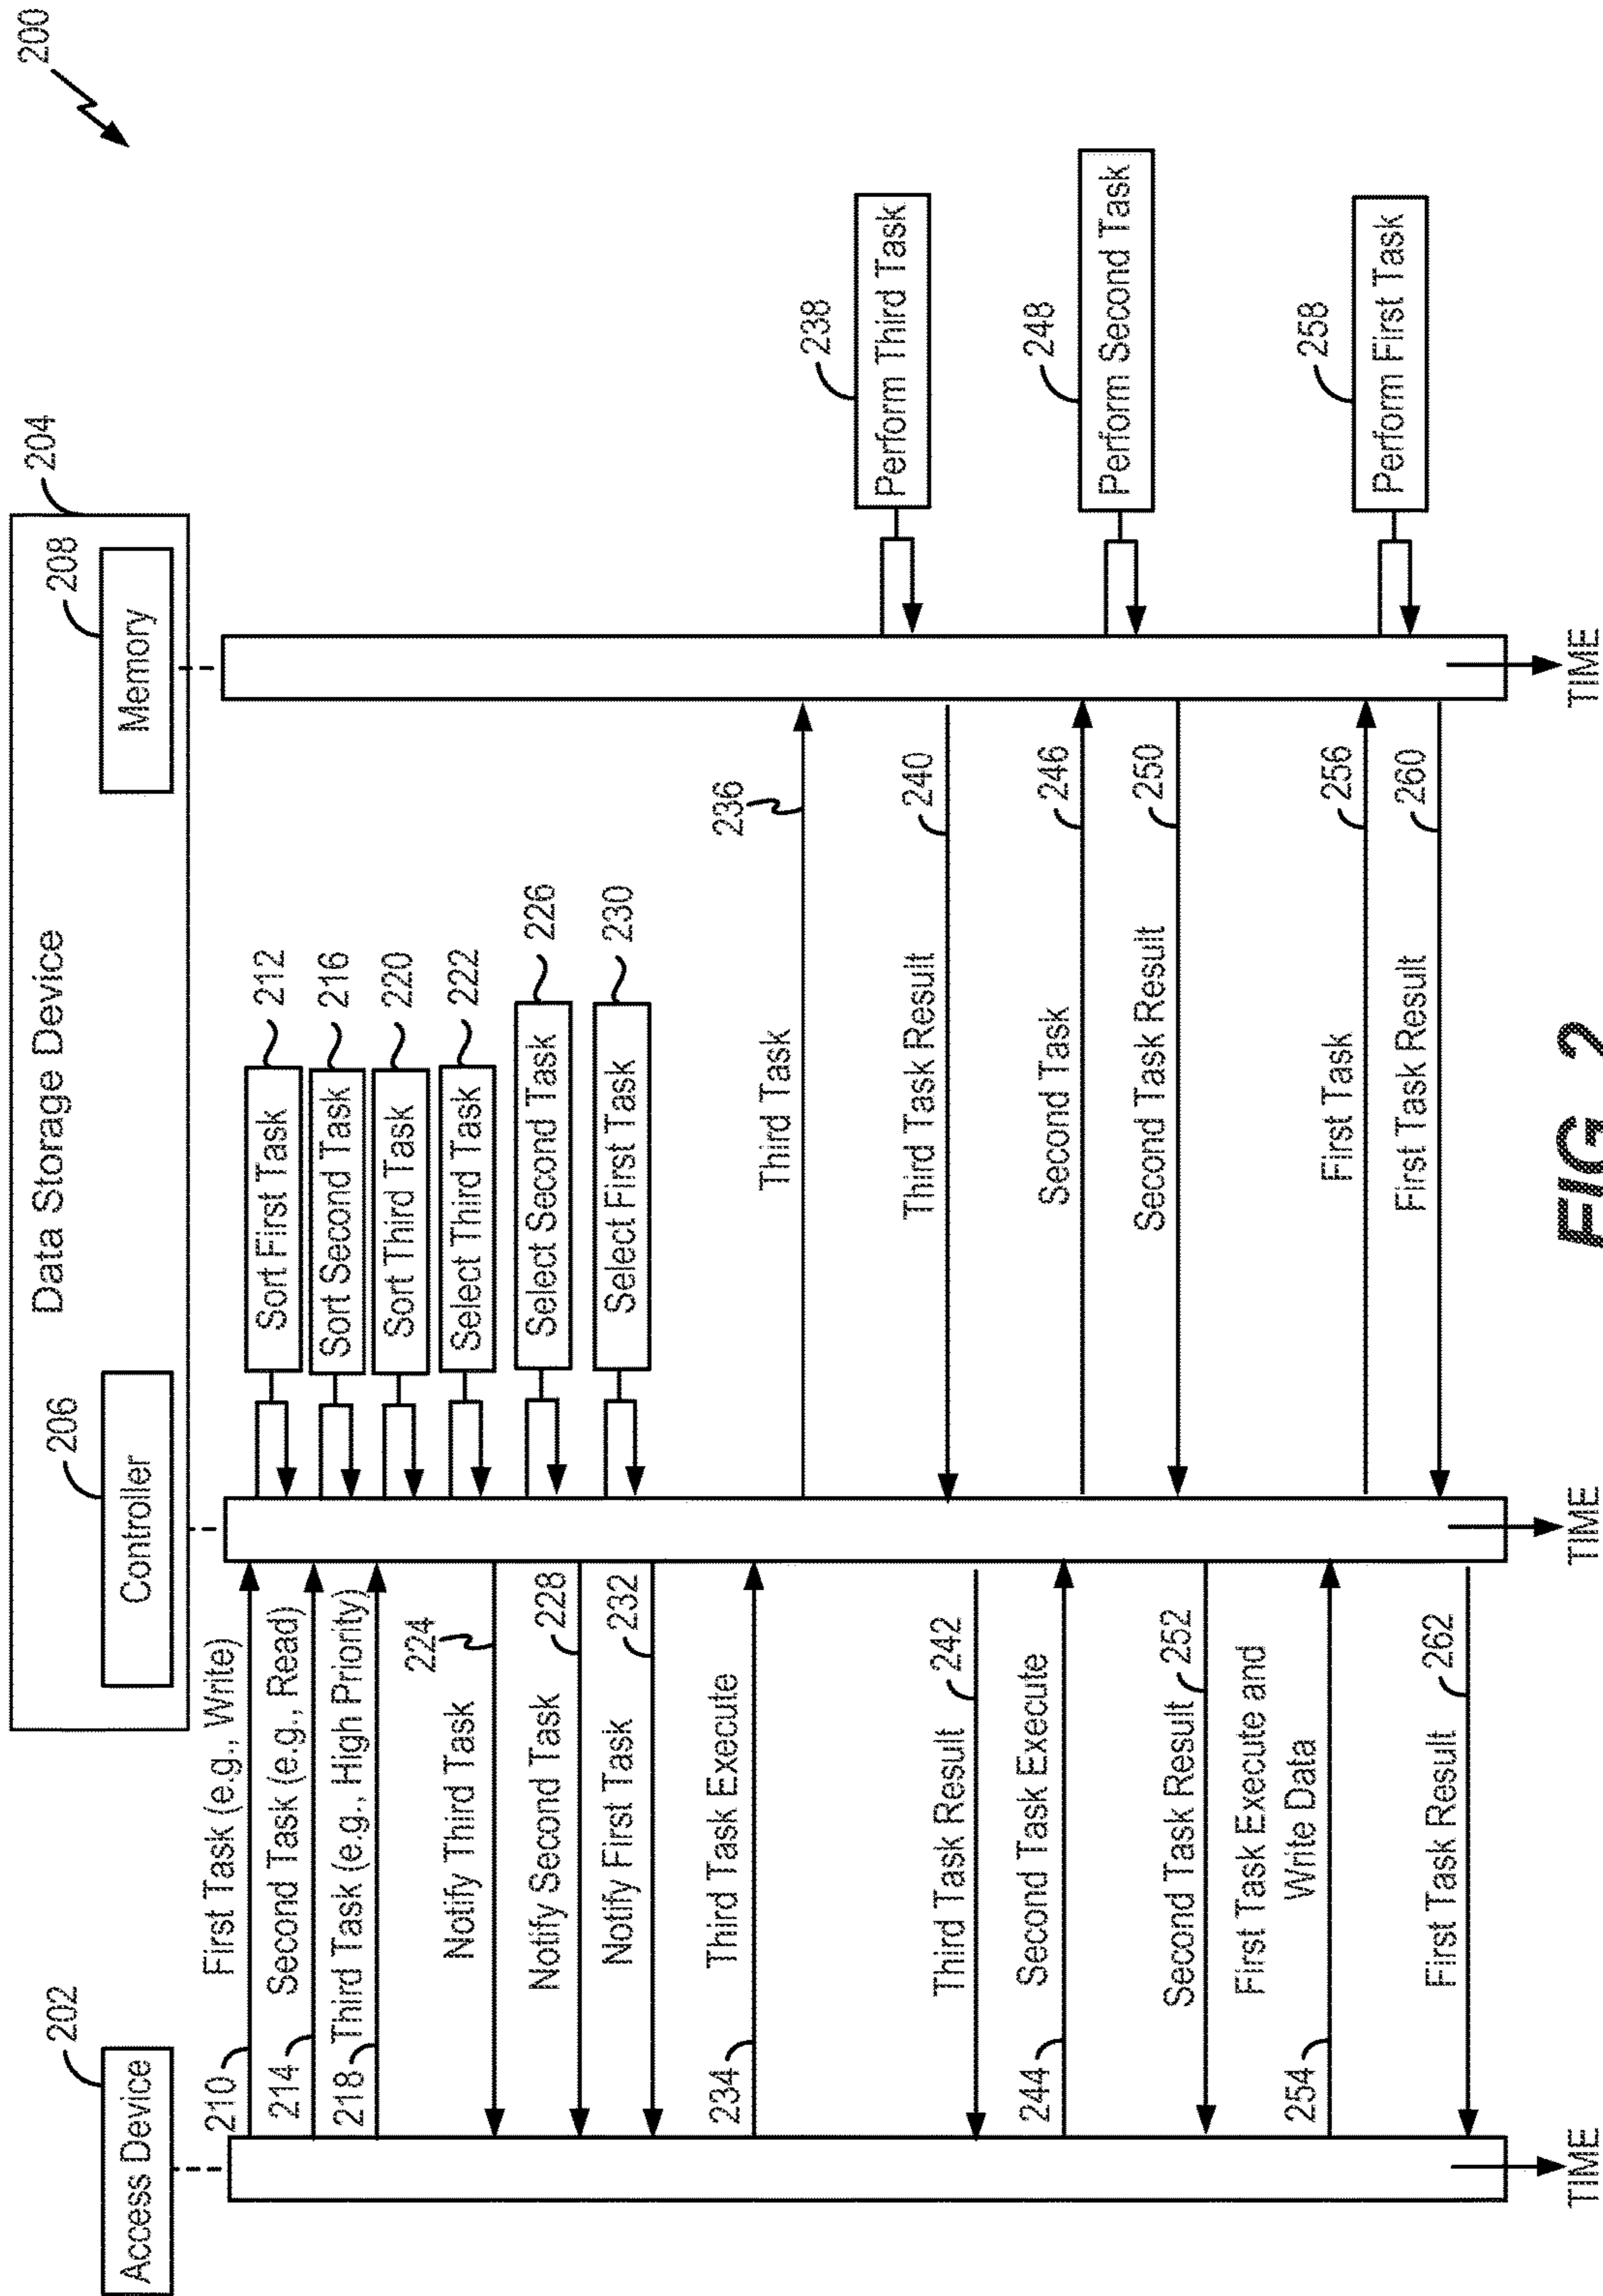 200
Data Storage Device
204
202
Access Device
206
Controller
208
Memory
210
First Task (e.g., Write)
Sort First Task
212
214
Second Task (e.g., Read)
Sort Second Task
216
218
Third Task (e.g., High Priority)
Sort Third Task
220
Select Third Task
222
Notify Third Task
224
Select Second Task
226
Notify Second Task
228
Select First Task
230
Notify First Task
232
234
Third Task Execute
Third Task
236
238
Perform Third Task
Third Task Result
240
Third Task Result
242
244
Second Task Execute
Second Task
246
248
Perform Second Task
Second Task Result
250
Second Task Result
252
254
First Task Execute and
Write Data
First Task
256
258
Perform First Task
First Task Result
260
First Task Result
262
TIME
TIME
TIME
FIG. 2